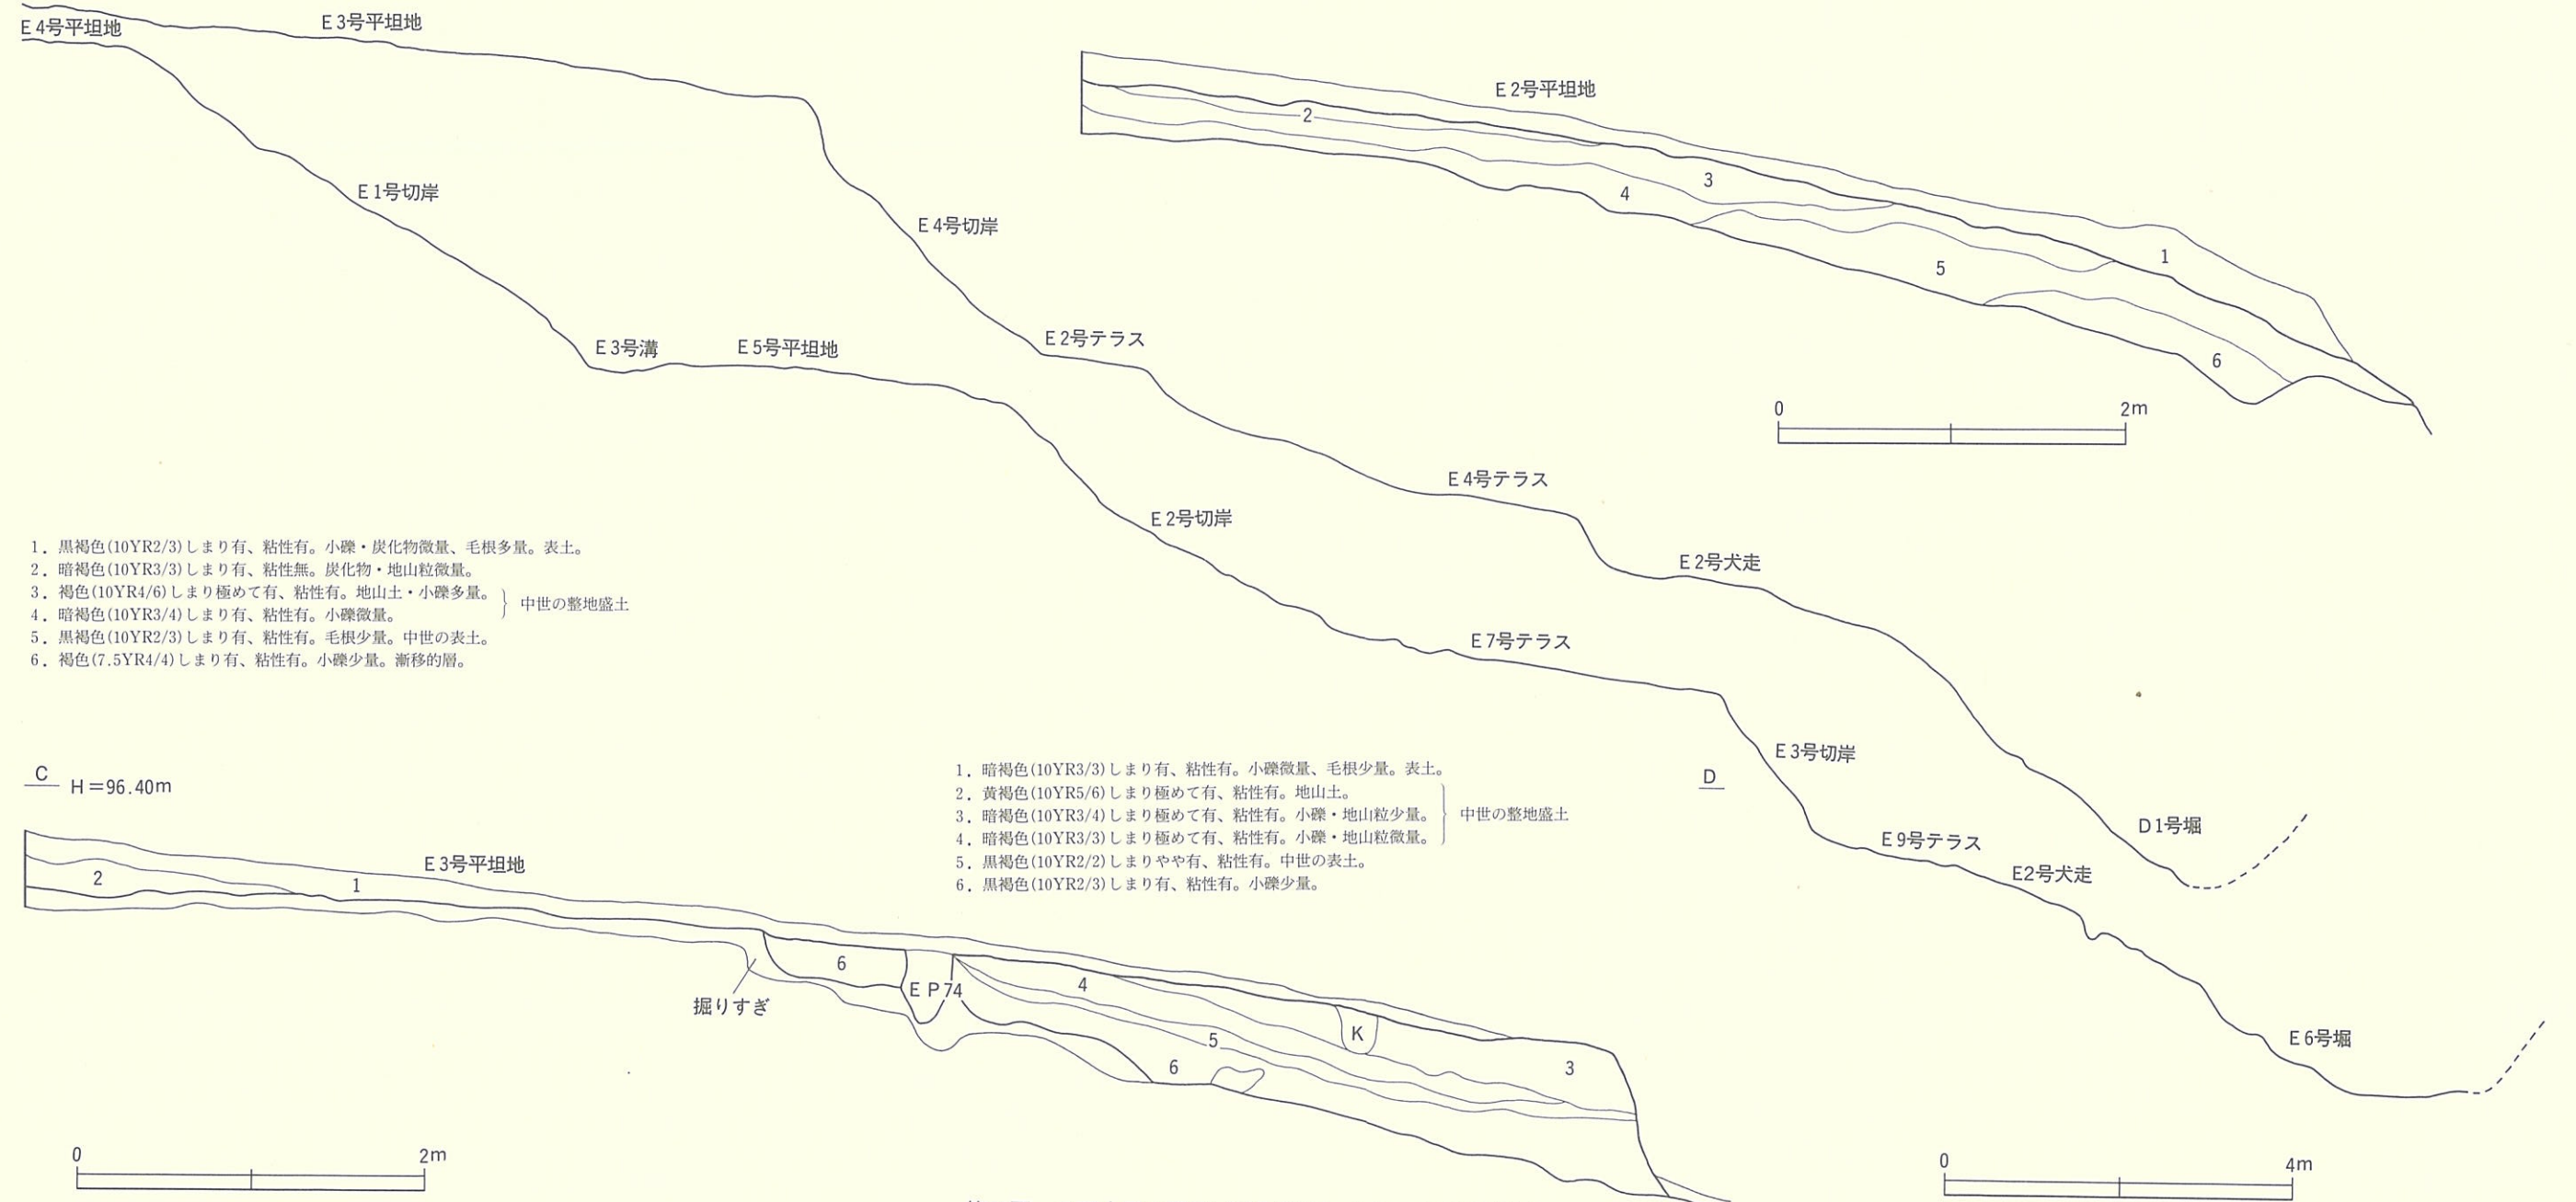 E4号平坦地
E3号平坦地
E2号平坦地
2
3
4
1
5
6
0 2m
E1号切岸
E4号切岸
E3号溝
E5号平坦地
E2号テラス
E4号テラス
E2号切岸
E2号犬走
E7号テラス
E3号切岸
E9号テラス
E2号犬走
D1号堀
E6号堀
1．黒褐色(10YR2/3)しまり有、粘性有。小礫・炭化物微量、毛根多量。表土。
2．暗褐色(10YR3/3)しまり有、粘性無。炭化物・地山粒微量。
3．褐色(10YR4/6)しまり極めて有、粘性有。地山土・小礫多量。
4．暗褐色(10YR3/4)しまり有、粘性有。小礫微量。
中世の整地盛土
5．黒褐色(10YR2/3)しまり有、粘性有。毛根少量。中世の表土。
6．褐色(7.5YR4/4)しまり有、粘性有。小礫少量。漸移的層。
C H＝96.40m
D
1．暗褐色(10YR3/3)しまり有、粘性有。小礫微量、毛根少量。表土。
2．黄褐色(10YR5/6)しまり極めて有、粘性有。地山土。
3．暗褐色(10YR3/4)しまり極めて有、粘性有。小礫・地山粒少量。
4．暗褐色(10YR3/3)しまり極めて有、粘性有。小礫・地山粒微量。
中世の整地盛土
5．黒褐色(10YR2/2)しまりやや有、粘性有。中世の表土。
6．黒褐色(10YR2/3)しまり有、粘性有。小礫少量。
E3号平坦地
2
1
6
EP74
掘りすぎ
4
K
5
6
3
0 2m
0 4m